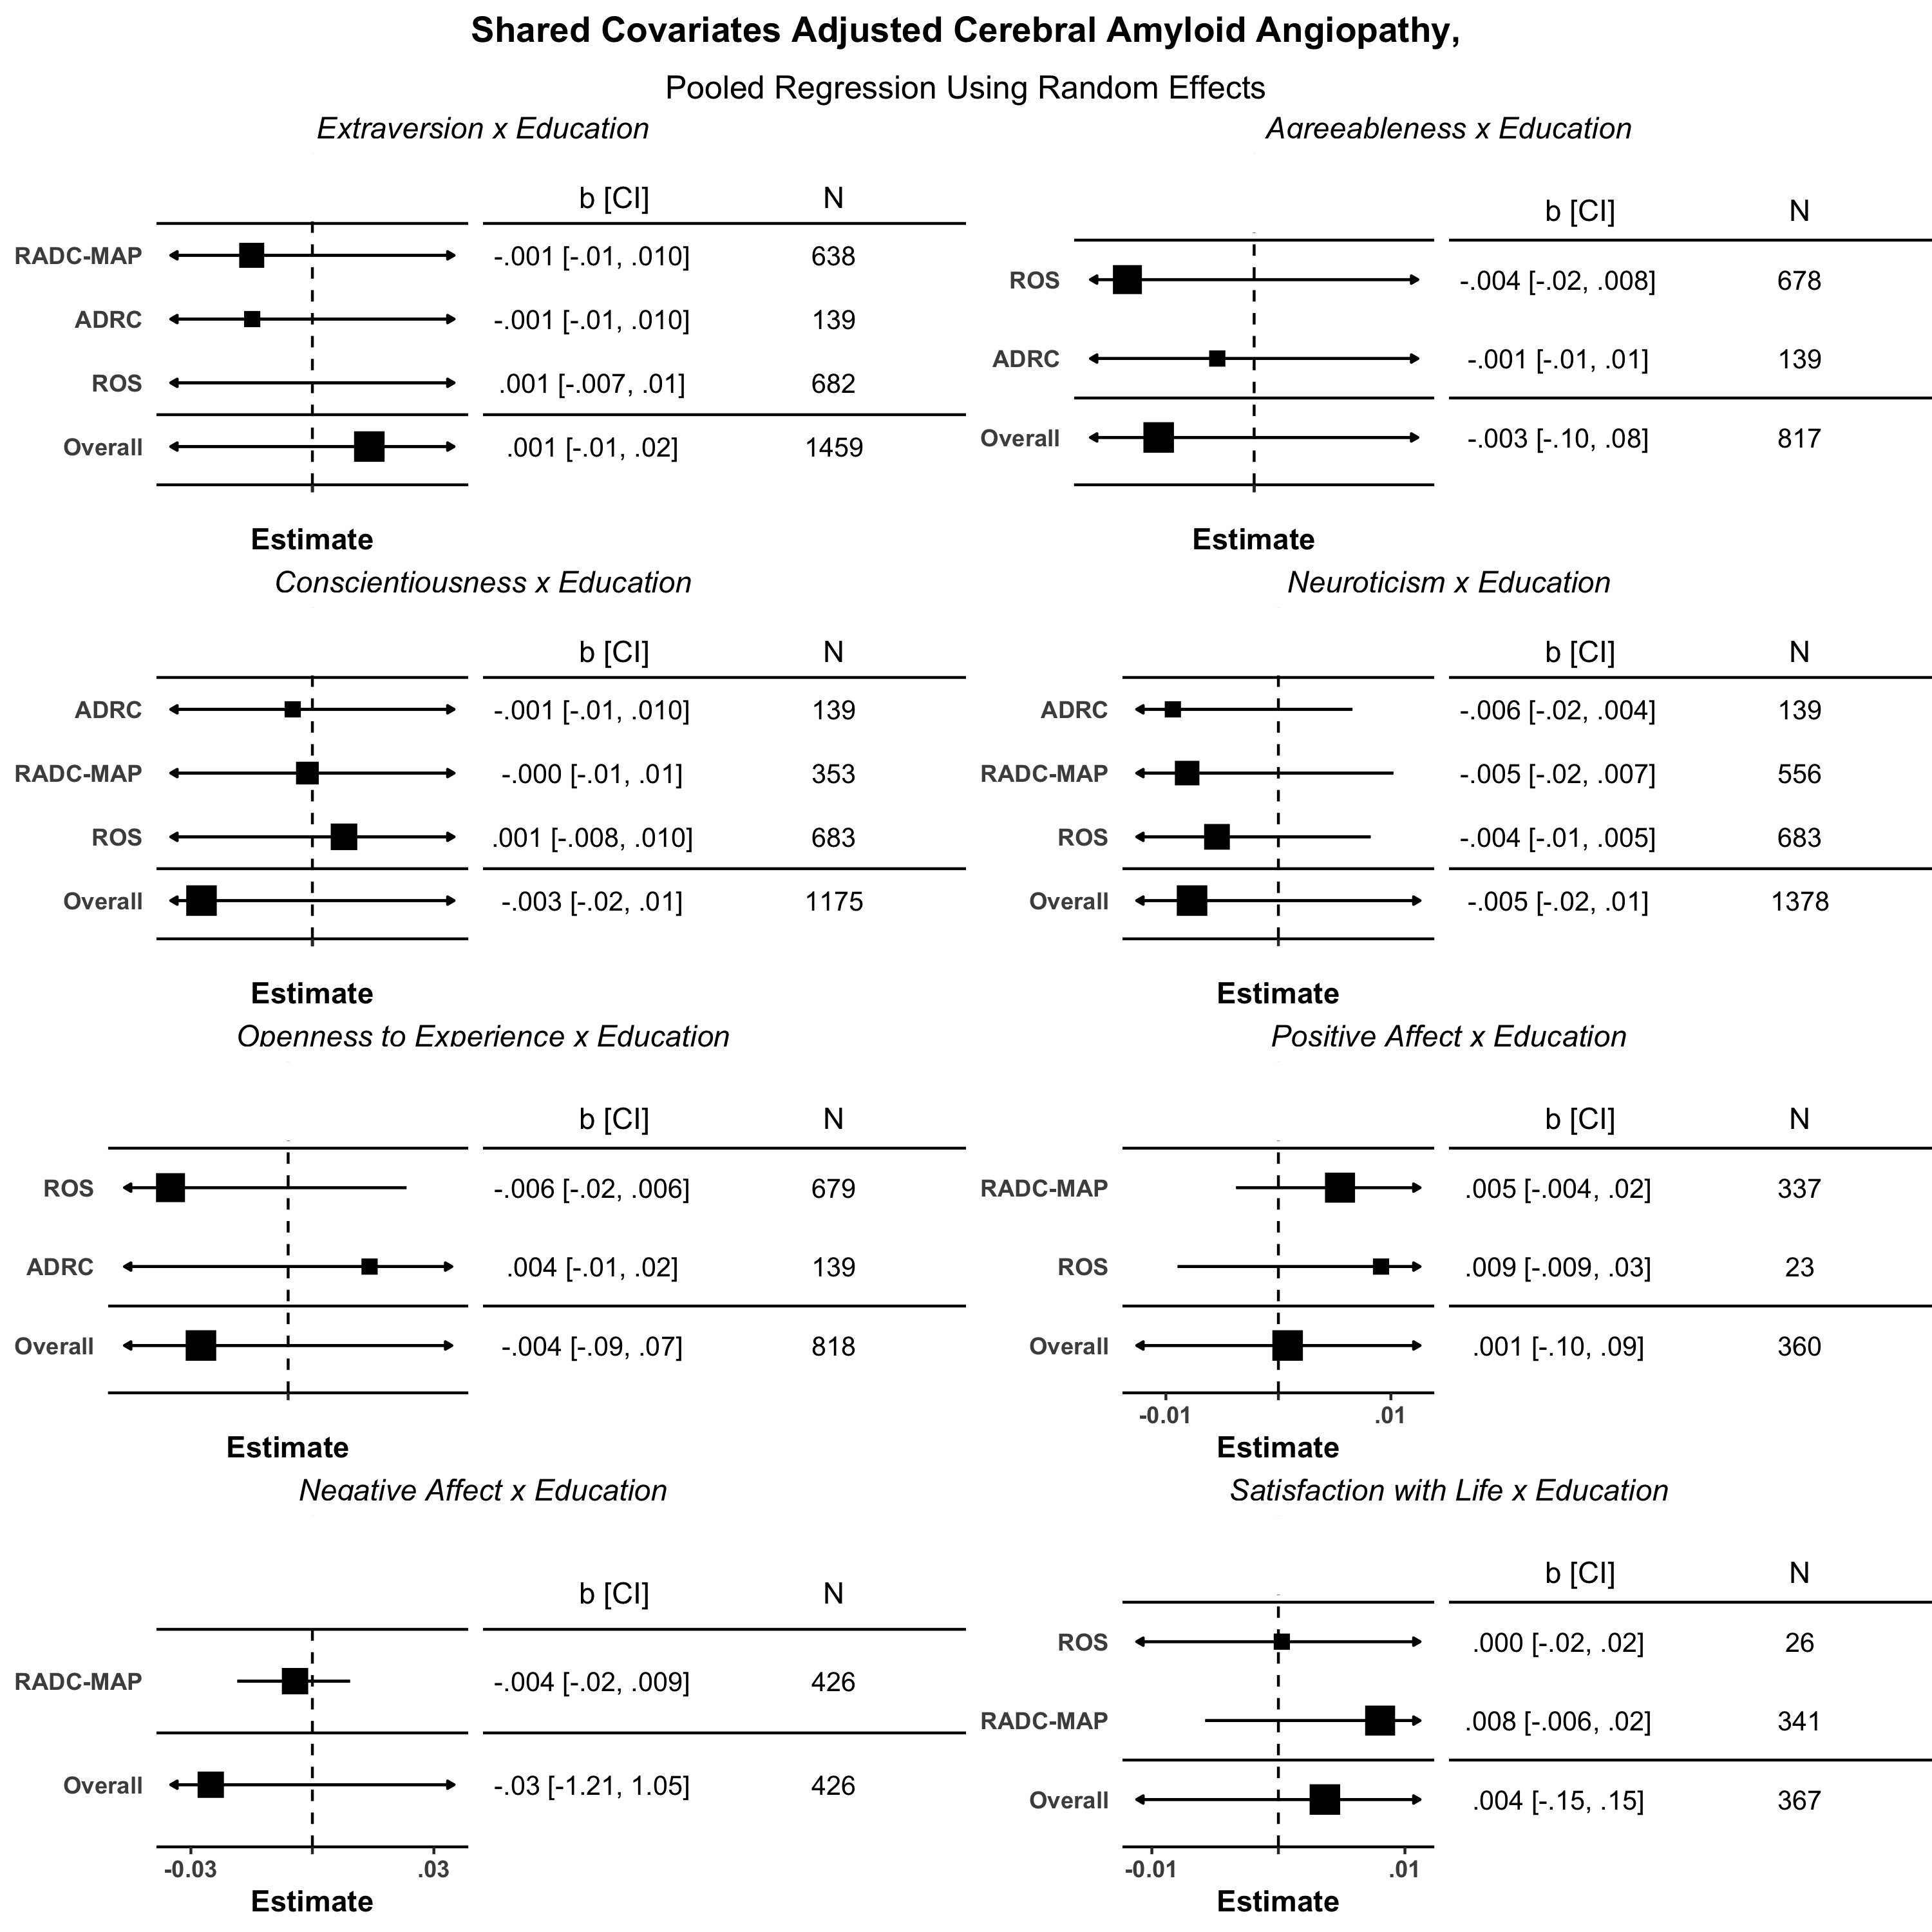 Shared Covariates Adjusted Cerebral Amyloid Angiopathy,
Pooled Regression Using Random Effects
Extraversion x Education
b [CI] N
RADC-MAP -.001 [-.01, .010] 638
ADRC -.001 [-.01, .010] 139
ROS .001 [-.007, .01] 682
Overall .001 [-.01, .02] 1459
Estimate
Agreeableness x Education
b [CI] N
ROS -.004 [-.02, .008] 678
ADRC -.001 [-.01, .01] 139
Overall -.003 [-.10, .08] 817
Estimate
Conscientiousness x Education
b [CI] N
ADRC -.001 [-.01, .010] 139
RADC-MAP -.000 [-.01, .01] 353
ROS .001 [-.008, .010] 683
Overall -.003 [-.02, .01] 1175
Estimate
Neuroticism x Education
b [CI] N
ADRC -.006 [-.02, .004] 139
RADC-MAP -.005 [-.02, .007] 556
ROS -.004 [-.01, .005] 683
Overall -.005 [-.02, .01] 1378
Estimate
Openness to Experience x Education
b [CI] N
ROS -.006 [-.02, .006] 679
ADRC .004 [-.01, .02] 139
Overall -.004 [-.09, .07] 818
Estimate
Positive Affect x Education
b [CI] N
RADC-MAP .005 [-.004, .02] 337
ROS .009 [-.009, .03] 23
Overall .001 [-.10, .09] 360
-0.01 .01
Estimate
Negative Affect x Education
b [CI] N
RADC-MAP -.004 [-.02, .009] 426
Overall -.03 [-1.21, 1.05] 426
-0.03 .03
Estimate
Satisfaction with Life x Education
b [CI] N
ROS .000 [-.02, .02] 26
RADC-MAP .008 [-.006, .02] 341
Overall .004 [-.15, .15] 367
-0.01 .01
Estimate